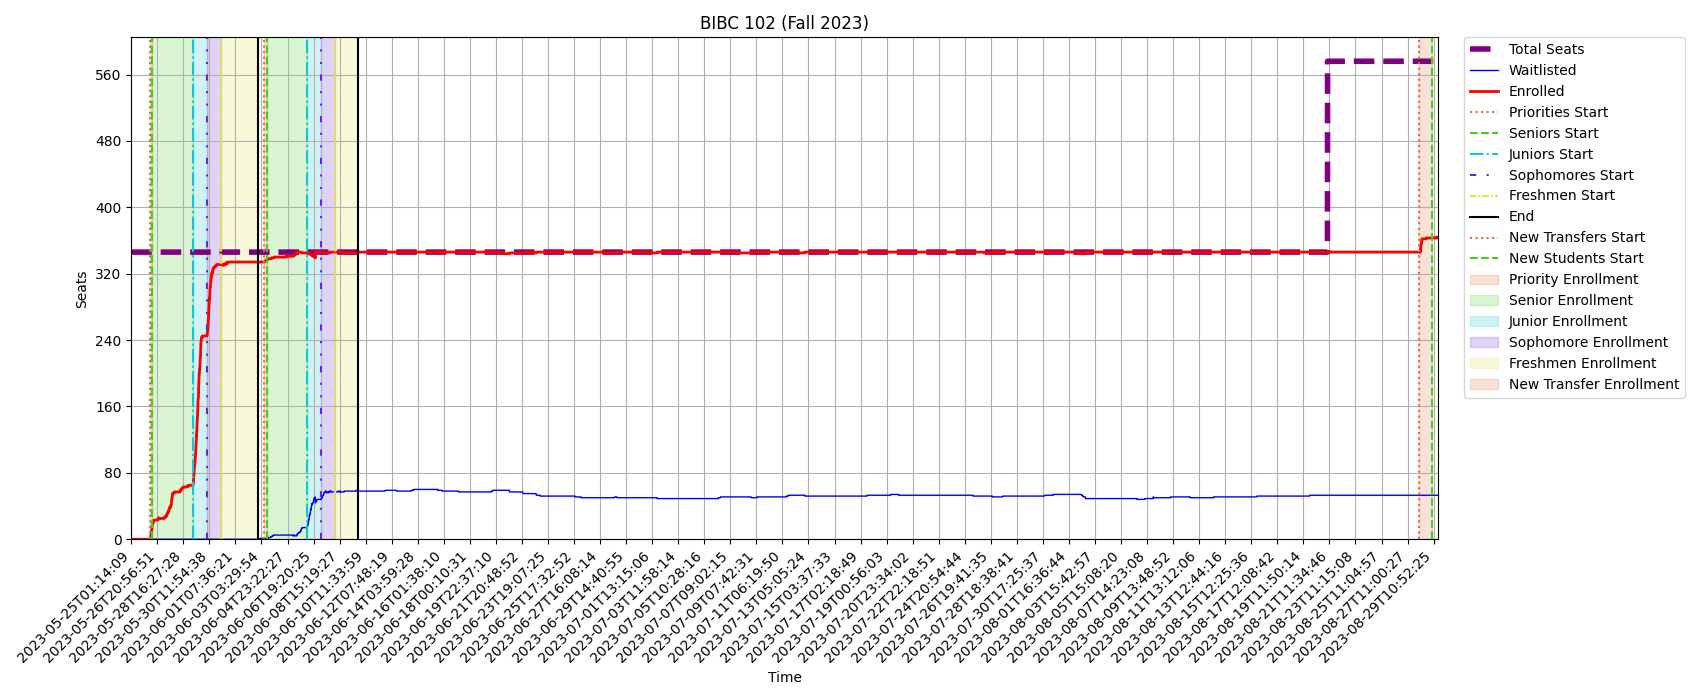 BIBC 102 (Fall 2023)
Seats
560
480
400
320
240
160
80
0
2023-05-25T01:14:09
2023-05-26T20:56:51
2023-05-28T16:27:28
2023-05-30T11:54:38
2023-06-01T07:36:21
2023-06-03T03:29:54
2023-06-04T23:22:27
2023-06-06T19:20:25
2023-06-08T15:19:27
2023-06-10T11:33:59
2023-06-12T07:48:19
2023-06-14T03:59:28
2023-06-16T01:38:10
2023-06-18T00:10:31
2023-06-19T22:37:10
2023-06-21T20:48:52
2023-06-23T19:07:25
2023-06-25T17:32:52
2023-06-27T16:08:14
2023-06-29T14:40:55
2023-07-01T13:15:06
2023-07-03T11:58:14
2023-07-05T10:28:16
2023-07-07T09:02:15
2023-07-09T07:42:31
2023-07-11T06:19:50
2023-07-13T05:05:24
2023-07-15T03:37:33
2023-07-17T02:18:49
2023-07-19T00:56:03
2023-07-20T23:34:02
2023-07-22T22:18:51
2023-07-24T20:54:44
2023-07-26T19:41:35
2023-07-28T18:38:41
2023-07-30T17:25:37
2023-08-01T16:36:44
2023-08-03T15:42:57
2023-08-05T15:08:20
2023-08-07T14:23:08
2023-08-09T13:48:52
2023-08-11T13:12:06
2023-08-13T12:44:16
2023-08-15T12:25:36
2023-08-17T12:08:42
2023-08-19T11:50:14
2023-08-21T11:34:46
2023-08-23T11:15:08
2023-08-25T11:04:57
2023-08-27T11:00:27
2023-08-29T10:52:25
Time
Total Seats
Waitlisted
Enrolled
Priorities Start
Seniors Start
Juniors Start
Sophomores Start
Freshmen Start
End
New Transfers Start
New Students Start
Priority Enrollment
Senior Enrollment
Junior Enrollment
Sophomore Enrollment
Freshmen Enrollment
New Transfer Enrollment